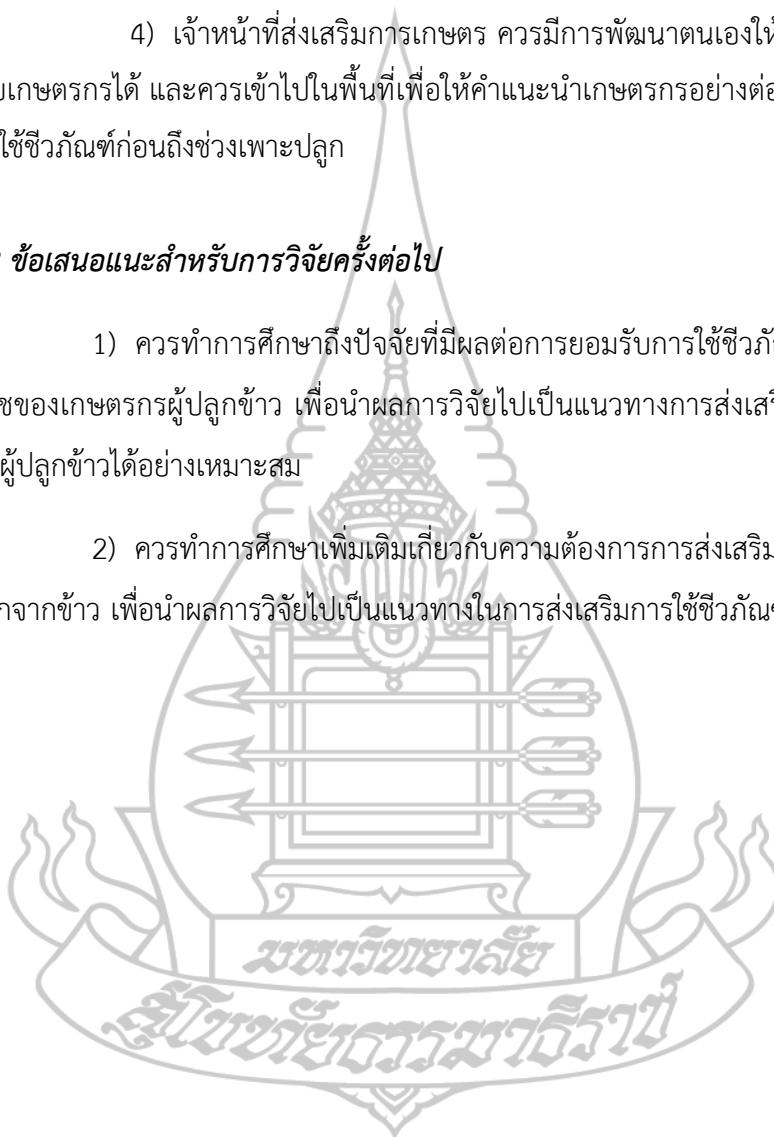 4) เจ้าหน้าที่ส่งเสริมการเกษตร ควรมีการพัฒนาตนเองให้
เกษตรกรได้ และควรเข้าไปในพื้นที่เพื่อให้คำแนะนำเกษตรกรอย่างต่อ
ใช้ชีวภัณฑ์ก่อนถึงช่วงเพาะปลูก
ข้อเสนอแนะสำหรับการวิจัยครั้งต่อไป
1) ควรทำการศึกษาถึงปัจจัยที่มีผลต่อการยอมรับการใช้ชีวภั
ชของเกษตรกรผู้ปลูกข้าว เพื่อนำผลการวิจัยไปเป็นแนวทางการส่งเสริ
ผู้ปลูกข้าวได้อย่างเหมาะสม
2) ควรทำการศึกษาเพิ่มเติมเกี่ยวกับความต้องการการส่งเสริม
กจากข้าว เพื่อนำผลการวิจัยไปเป็นแนวทางในการส่งเสริมการใช้ชีวภัณ
มหาวิทยาลัย
สุโขทัยธรรมาธิราช